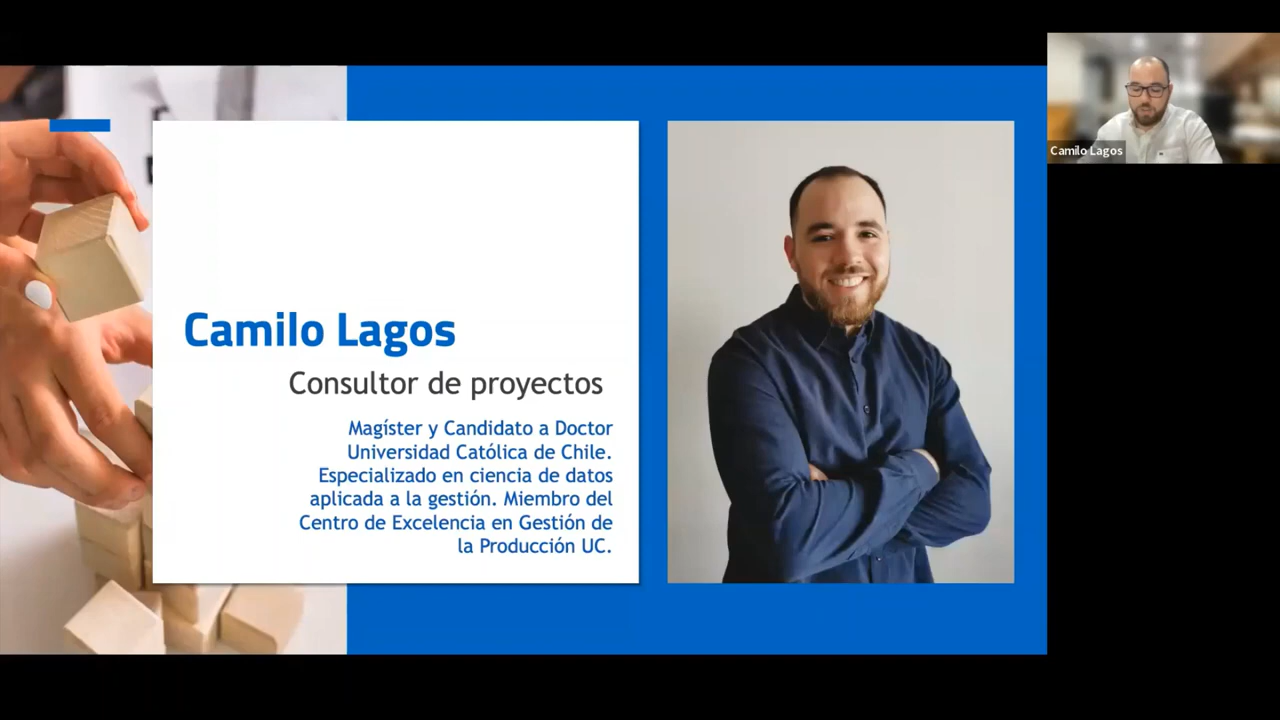 Camilo Lagos
Consultor de proyectos
Magíster y Candidato a Doctor
Universidad Católica de Chile.
Especializado en ciencia de datos
aplicada a la gestión. Miembro del
Centro de Excelencia en Gestión de
la Producción UC.
Camilo Lagos